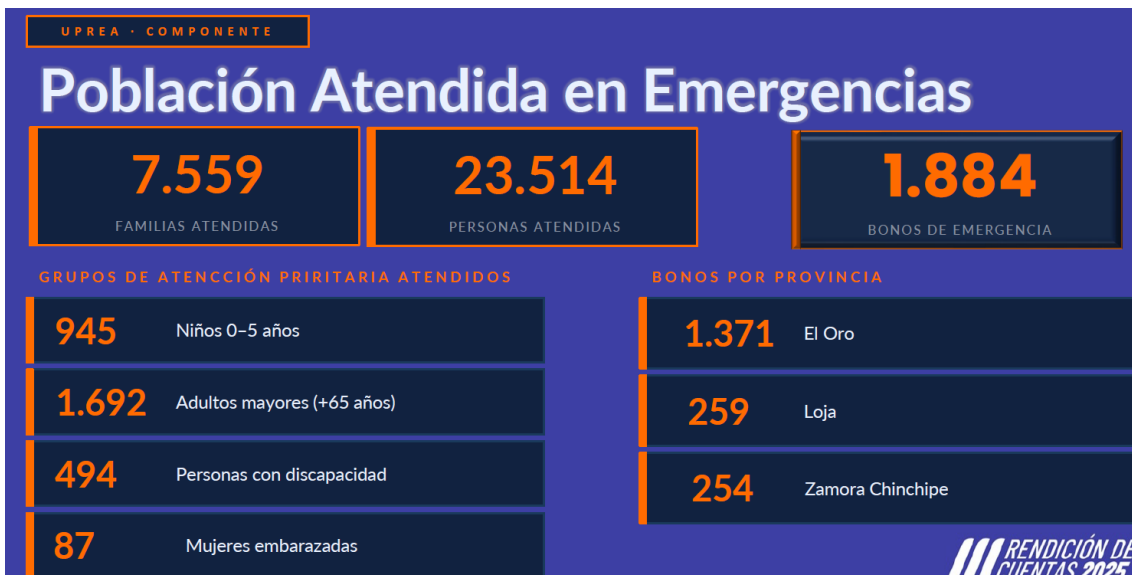 UPREA · COMPONENTE
Población Atendida en Emergencias
7.559
FAMILIAS ATENDIDAS
23.514
PERSONAS ATENDIDAS
1.884
BONOS DE EMERGENCIA
GRUPOS DE ATENCCIÓN PRIRITARIA ATENDIDOS
945 Niños 0–5 años
1.692 Adultos mayores (+65 años)
494 Personas con discapacidad
87 Mujeres embarazadas
BONOS POR PROVINCIA
1.371 El Oro
259 Loja
254 Zamora Chinchipe
RENDICIÓN DE
CUENTAS 2025